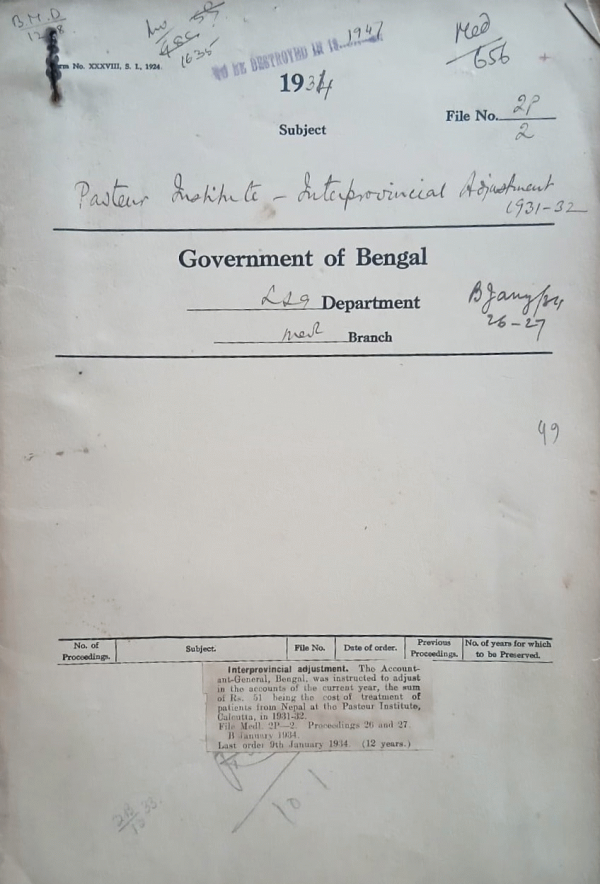 B.M.D
Form No. XXXVIII, S. L, 1924.
TO BE DESTROYED IN 19 1947
Med
656
1934
File No. 2P
2
Subject
Pasteur Institute - Interprovincial Adjustment
1931-32
Government of Bengal
LSG Department
B Jany/34
26-27
Med Branch
49
No. of Proceedings. Subject. File No. Date of order. Previous Proceedings. No. of years for which to be Preserved.
Interprovincial adjustment. The Account-
ant-General, Bengal, was instructed to adjust
in the accounts of the current year, the sum
of Rs. 51 being the cost of treatment of
patients from Nepal at the Pasteur Institute,
Calcutta, in 1931-32.
File Medl. 2P—2. Proceedings 26 and 27.
B January 1934.
Last order 9th January 1934. (12 years.)
101